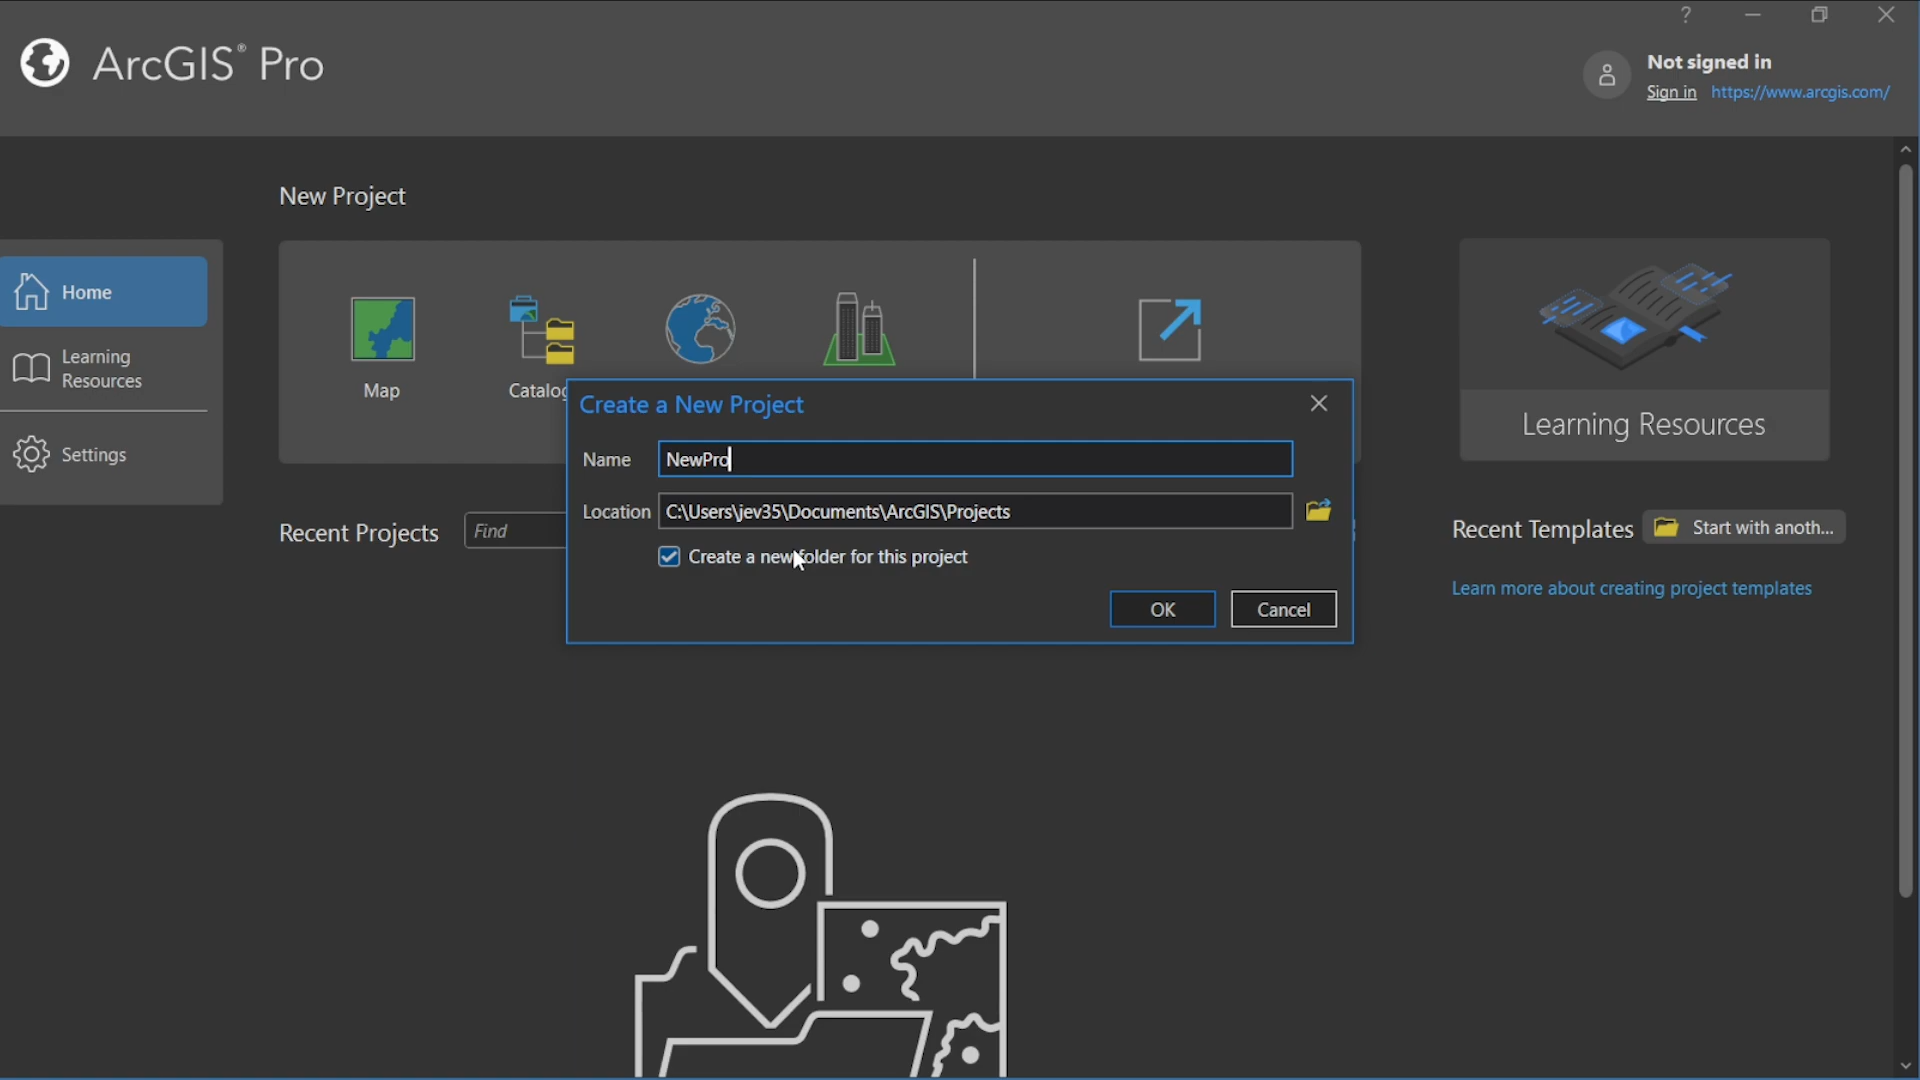 ?
ArcGIS® Pro
Not signed in
Sign in https://www.arcgis.com/
New Project
Home
Learning
Resources
Settings
Map
Catalog
Create a New Project
Name NewPro
Location C:\Users\jev35\Documents\ArcGIS\Projects
Create a new folder for this project
OK
Cancel
Learning Resources
Recent Projects
Find
Recent Templates
Start with anoth...
Learn more about creating project templates